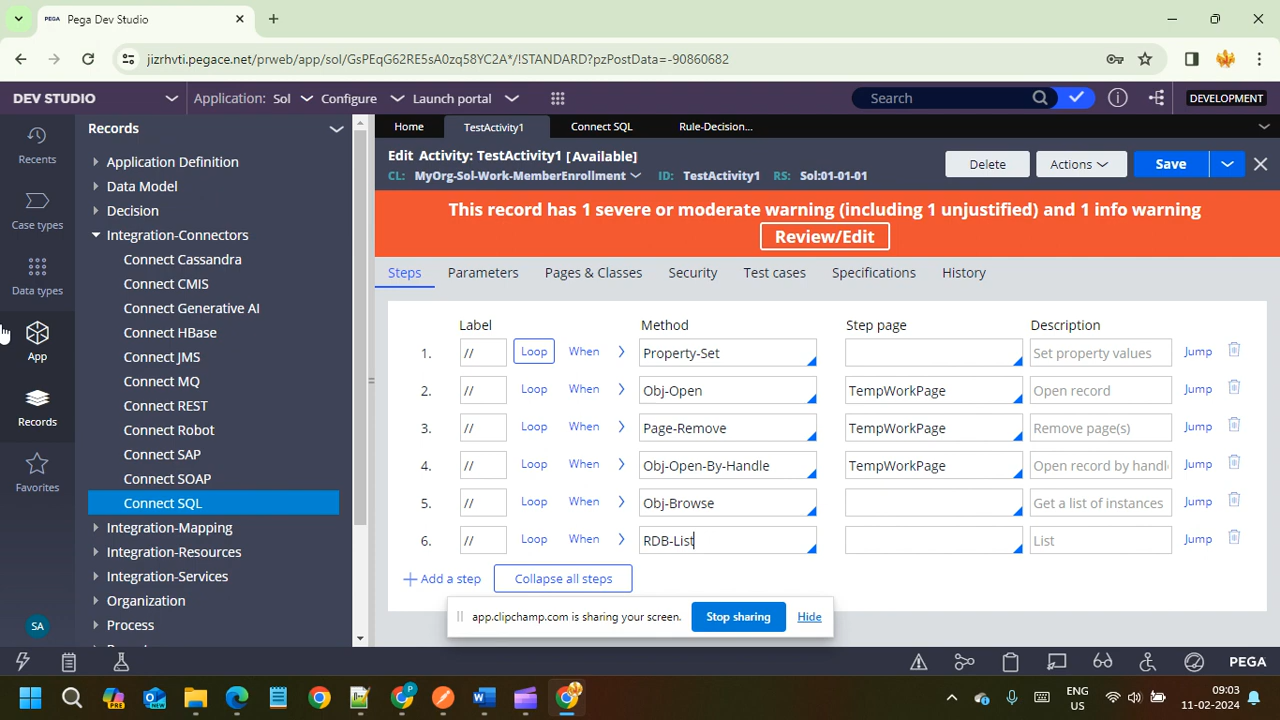 PEGA Pega Dev Studio
jizrhvti.pegace.net/prweb/app/sol/GsPEqG62RE5sA0zq58YC2A*/!STANDARD?pzPostData=-90860682
DEV STUDIO Application: Sol Configure Launch portal Search DEVELOPMENT
Records
Recents
Case types
Data types
App
Records
Favorites
SA
Application Definition
Data Model
Decision
Integration-Connectors
Connect Cassandra
Connect CMIS
Connect Generative AI
Connect HBase
Connect JMS
Connect MQ
Connect REST
Connect Robot
Connect SAP
Connect SOAP
Connect SQL
Integration-Mapping
Integration-Resources
Integration-Services
Organization
Process
Home TestActivity1 Connect SQL Rule-Decision...
Edit Activity: TestActivity1 [Available]
CL: MyOrg-Sol-Work-MemberEnrollment ID: TestActivity1 RS: Sol:01-01-01
Delete Actions Save
This record has 1 severe or moderate warning (including 1 unjustified) and 1 info warning
Review/Edit
Steps Parameters Pages & Classes Security Test cases Specifications History
Label Method Step page Description
1. // Loop When Property-Set Set property values Jump
2. // Loop When Obj-Open TempWorkPage Open record Jump
3. // Loop When Page-Remove TempWorkPage Remove page(s) Jump
4. // Loop When Obj-Open-By-Handle TempWorkPage Open record by handl Jump
5. // Loop When Obj-Browse Get a list of instances Jump
6. // Loop When RDB-List List Jump
Add a step Collapse all steps
app.clipchamp.com is sharing your screen. Stop sharing Hide
PEGA
PRE NEW P
ENG
US
09:03
11-02-2024